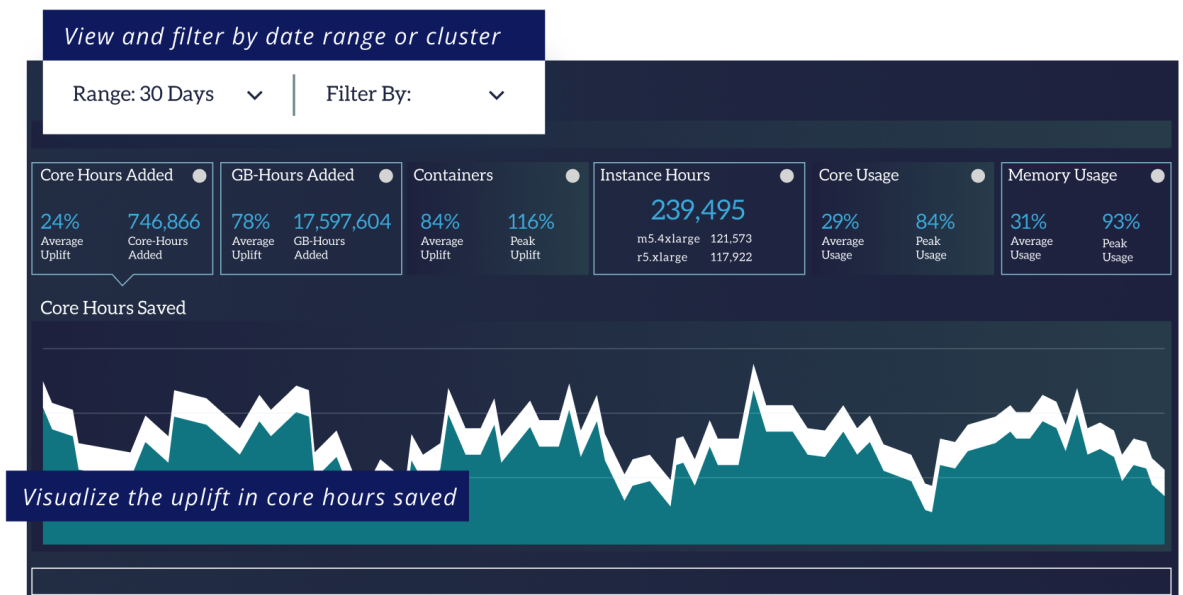 View and filter by date range or cluster
Range: 30 Days
Filter By:
Core Hours Added
24%
Average
Uplift
746,866
Core-Hours
Added
GB-Hours Added
78%
Average
Uplift
17,597,604
GB-Hours
Added
Containers
84%
Average
Uplift
116%
Peak
Uplift
Instance Hours
239,495
m5.4xlarge 121,573
r5.xlarge 117,922
Core Usage
29%
Average
Usage
84%
Peak
Usage
Memory Usage
31%
Average
Usage
93%
Peak
Usage
Core Hours Saved
Visualize the uplift in core hours saved